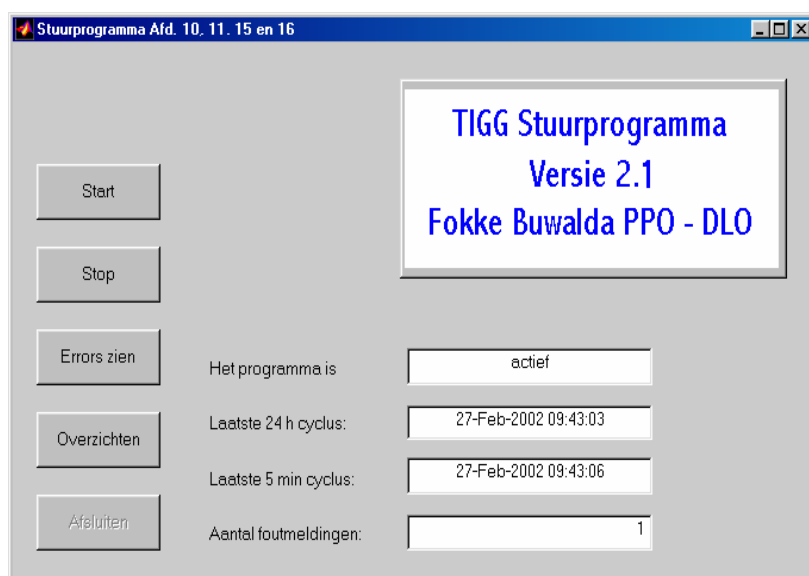 Stuurprogramma Afd. 10, 11. 15 en 16
TIGG Stuurprogramma
Versie 2.1
Fokke Buwalda PPO - DLO
Start
Stop
Errors zien
Overzichten
Afsluiten
Het programma is actief
Laatste 24 h cyclus: 27-Feb-2002 09:43:03
Laatste 5 min cyclus: 27-Feb-2002 09:43:06
Aantal foutmeldingen: 1